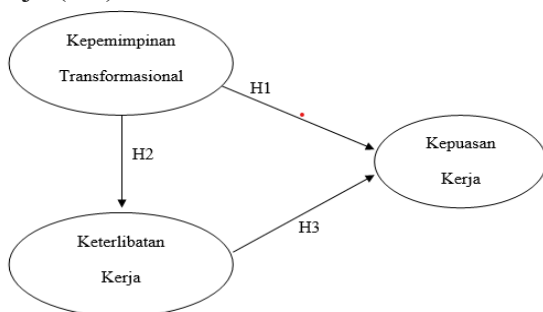 Kepemimpinan
Transformasional
H1
Kepuasan
Kerja
H2
H3
Keterlibatan
Kerja